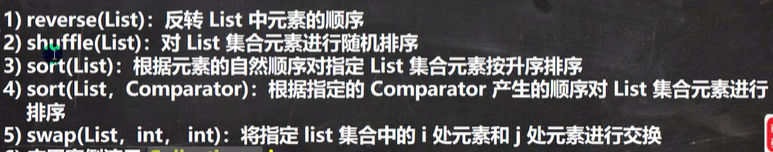 1) reverse(List)：反转 List 中元素的顺序
2) shuffle(List)：对 List 集合元素进行随机排序
3) sort(List)：根据元素的自然顺序对指定 List 集合元素按升序排序
4) sort(List，Comparator)：根据指定的 Comparator 产生的顺序对 List 集合元素进行
排序
5) swap(List，int， int)：将指定 list 集合中的 i 处元素和 j 处元素进行交换